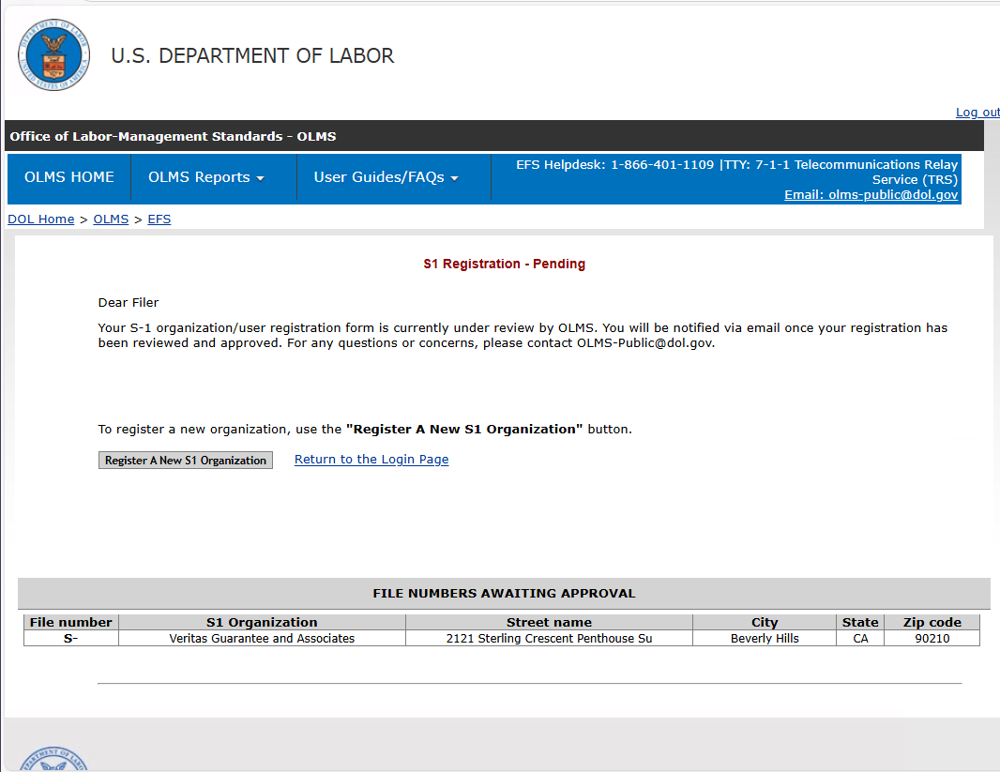 U.S. DEPARTMENT OF LABOR
Log out
Office of Labor-Management Standards - OLMS
OLMS HOME
OLMS Reports
User Guides/FAQs
EFS Helpdesk: 1-866-401-1109 |TTY: 7-1-1 Telecommunications Relay
Service (TRS)
Email: olms-public@dol.gov
DOL Home > OLMS > EFS
S1 Registration - Pending
Dear Filer
Your S-1 organization/user registration form is currently under review by OLMS. You will be notified via email once your registration has
been reviewed and approved. For any questions or concerns, please contact OLMS-Public@dol.gov.
To register a new organization, use the "Register A New S1 Organization" button.
Register A New S1 Organization Return to the Login Page
FILE NUMBERS AWAITING APPROVAL
File number S1 Organization Street name City State Zip code
S- Veritas Guarantee and Associates 2121 Sterling Crescent Penthouse Su Beverly Hills CA 90210